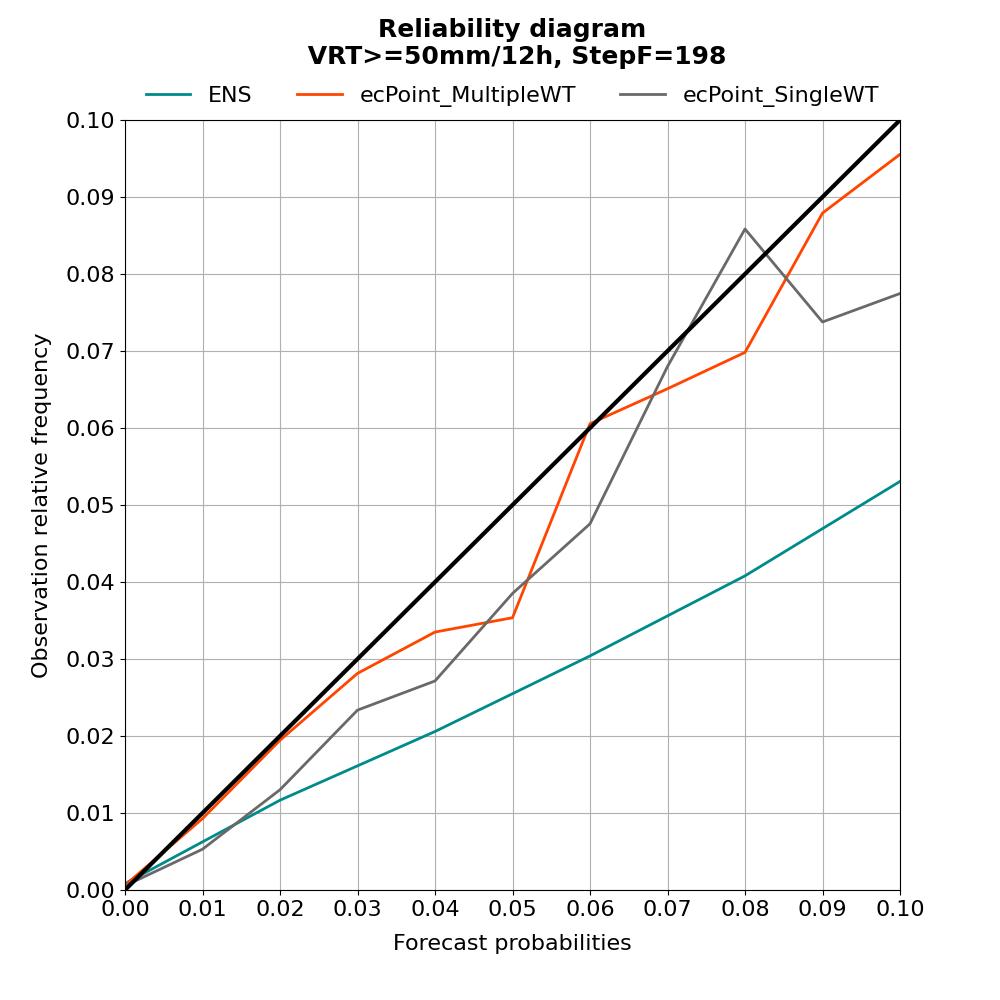 Reliability diagram
VRT>=50mm/12h, StepF=198
ENS ecPoint_MultipleWT ecPoint_SingleWT
0.10
0.09
0.08
0.07
0.06
0.05
0.04
0.03
0.02
0.01
0.00
Observation relative frequency
0.00 0.01 0.02 0.03 0.04 0.05 0.06 0.07 0.08 0.09 0.10
Forecast probabilities